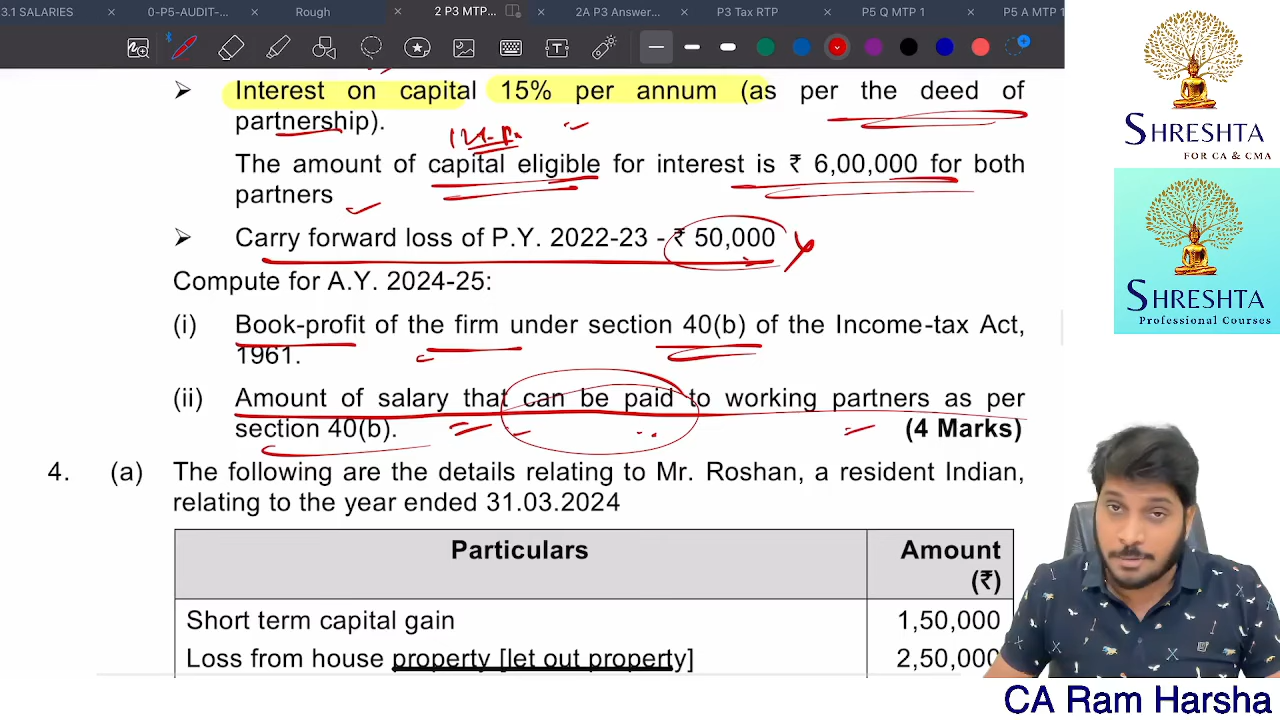 3.1 SALARIES × 0-P5-AUDIT-... × Rough × 2 P3 MTP... × 2A P3 Answer... × P3 Tax RTP × P5 Q MTP 1 × P5 A MTP 1
➢ Interest on capital 15% per annum (as per the deed of
partnership).
12% p.
The amount of capital eligible for interest is ₹ 6,00,000 for both
partners
➢ Carry forward loss of P.Y. 2022-23 - ₹ 50,000
Compute for A.Y. 2024-25:
(i) Book-profit of the firm under section 40(b) of the Income-tax Act,
1961.
(ii) Amount of salary that can be paid to working partners as per
section 40(b). (4 Marks)
4. (a) The following are the details relating to Mr. Roshan, a resident Indian,
relating to the year ended 31.03.2024
Particulars Amount
(₹)
Short term capital gain 1,50,000
Loss from house property [let out property] 2,50,000
SHRESHTA
FOR CA & CMA
SHRESHTA
Professional Courses
CA Ram Harsha